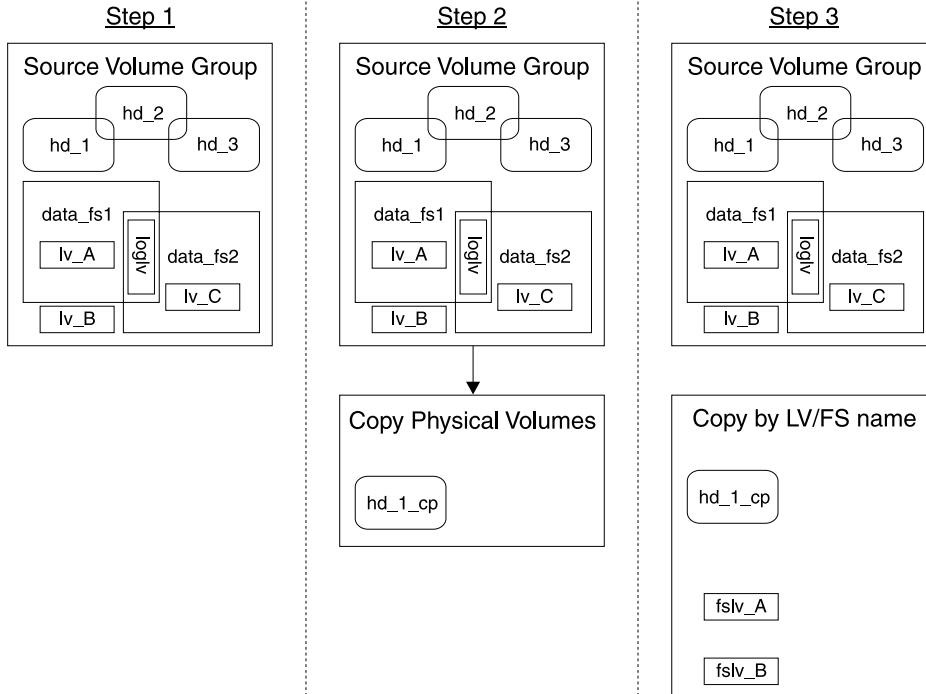 Step 1
Source Volume Group
hd_2
hd_1
hd_3
data_fs1
loglv
lv_A
data_fs2
lv_C
lv_B
Step 2
Source Volume Group
hd_2
hd_1
hd_3
data_fs1
loglv
lv_A
data_fs2
lv_C
lv_B
Copy Physical Volumes
hd_1_cp
Step 3
Source Volume Group
hd_2
hd_1
hd_3
data_fs1
loglv
lv_A
data_fs2
lv_C
lv_B
Copy by LV/FS name
hd_1_cp
fslv_A
fslv_B